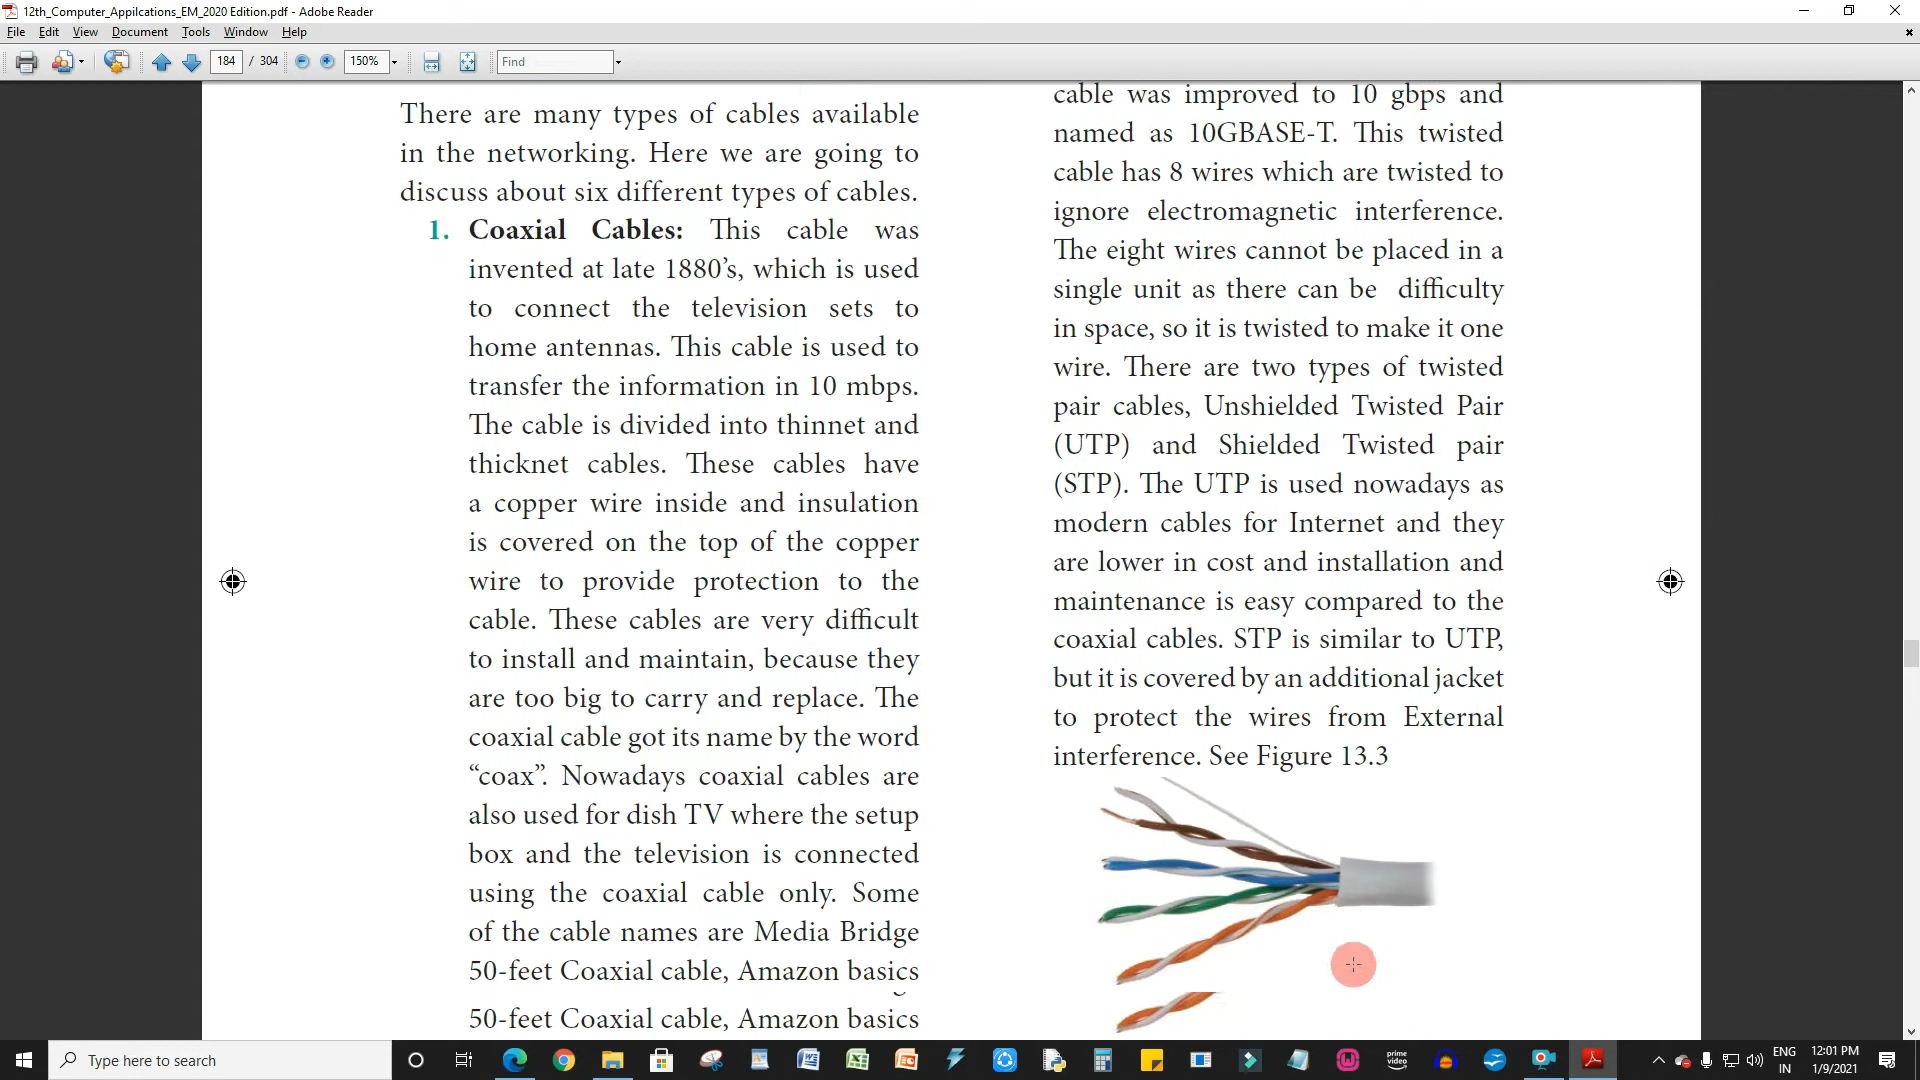 12th_Computer_Appilcations_EM_2020 Edition.pdf - Adobe Reader
File Edit View Document Tools Window Help
184 / 304 150% Find
There are many types of cables available
in the networking. Here we are going to
discuss about six different types of cables.
1. Coaxial Cables: This cable was
invented at late 1880’s, which is used
to connect the television sets to
home antennas. This cable is used to
transfer the information in 10 mbps.
The cable is divided into thinnet and
thicknet cables. These cables have
a copper wire inside and insulation
is covered on the top of the copper
wire to provide protection to the
cable. These cables are very difficult
to install and maintain, because they
are too big to carry and replace. The
coaxial cable got its name by the word
“coax”. Nowadays coaxial cables are
also used for dish TV where the setup
box and the television is connected
using the coaxial cable only. Some
of the cable names are Media Bridge
50-feet Coaxial cable, Amazon basics
50-feet Coaxial cable, Amazon basics
cable was improved to 10 gbps and
named as 10GBASE-T. This twisted
cable has 8 wires which are twisted to
ignore electromagnetic interference.
The eight wires cannot be placed in a
single unit as there can be difficulty
in space, so it is twisted to make it one
wire. There are two types of twisted
pair cables, Unshielded Twisted Pair
(UTP) and Shielded Twisted pair
(STP). The UTP is used nowadays as
modern cables for Internet and they
are lower in cost and installation and
maintenance is easy compared to the
coaxial cables. STP is similar to UTP,
but it is covered by an additional jacket
to protect the wires from External
interference. See Figure 13.3
Type here to search
prime
video
ENG
IN
12:01 PM
1/9/2021